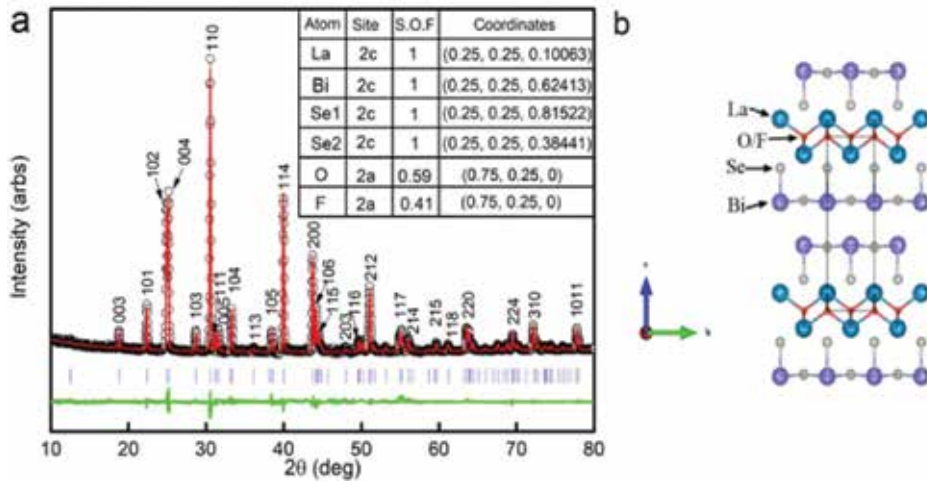 a
Atom Site S.O.F Coordinates
La 2c 1 (0.25, 0.25, 0.10063)
Bi 2c 1 (0.25, 0.25, 0.62413)
Se1 2c 1 (0.25, 0.25, 0.81522)
Se2 2c 1 (0.25, 0.25, 0.38441)
O 2a 0.59 (0.75, 0.25, 0)
F 2a 0.41 (0.75, 0.25, 0)
Intensity (arbs)
003
101
102
004
103
110
111
104
113
105
114
200
106
115
203
116
212
117
214
215
118
220
224
310
1011
10 20 30 40 50 60 70 80
2θ (deg)
b
La
O/F
Se
Bi